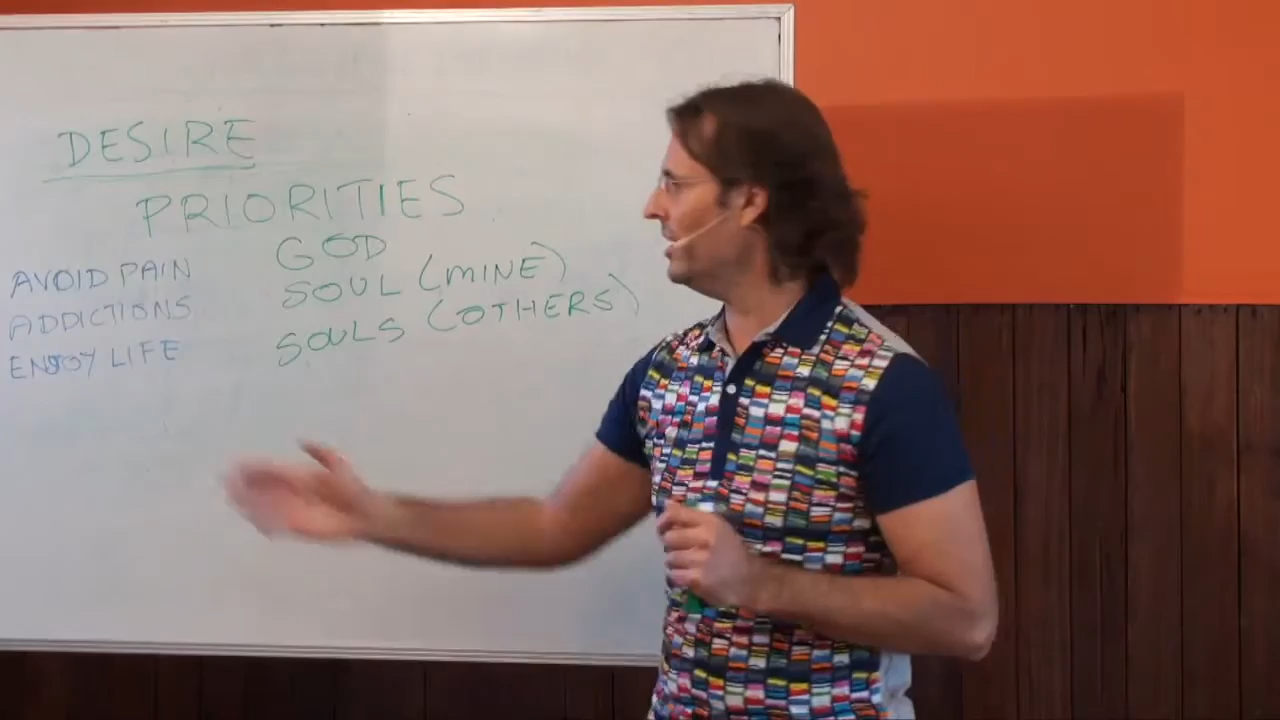 DESIRE
PRIORITIES
GOD
SOUL (MINE)
SOULS (OTHERS)
AVOID PAIN
ADDICTIONS
ENJOY LIFE